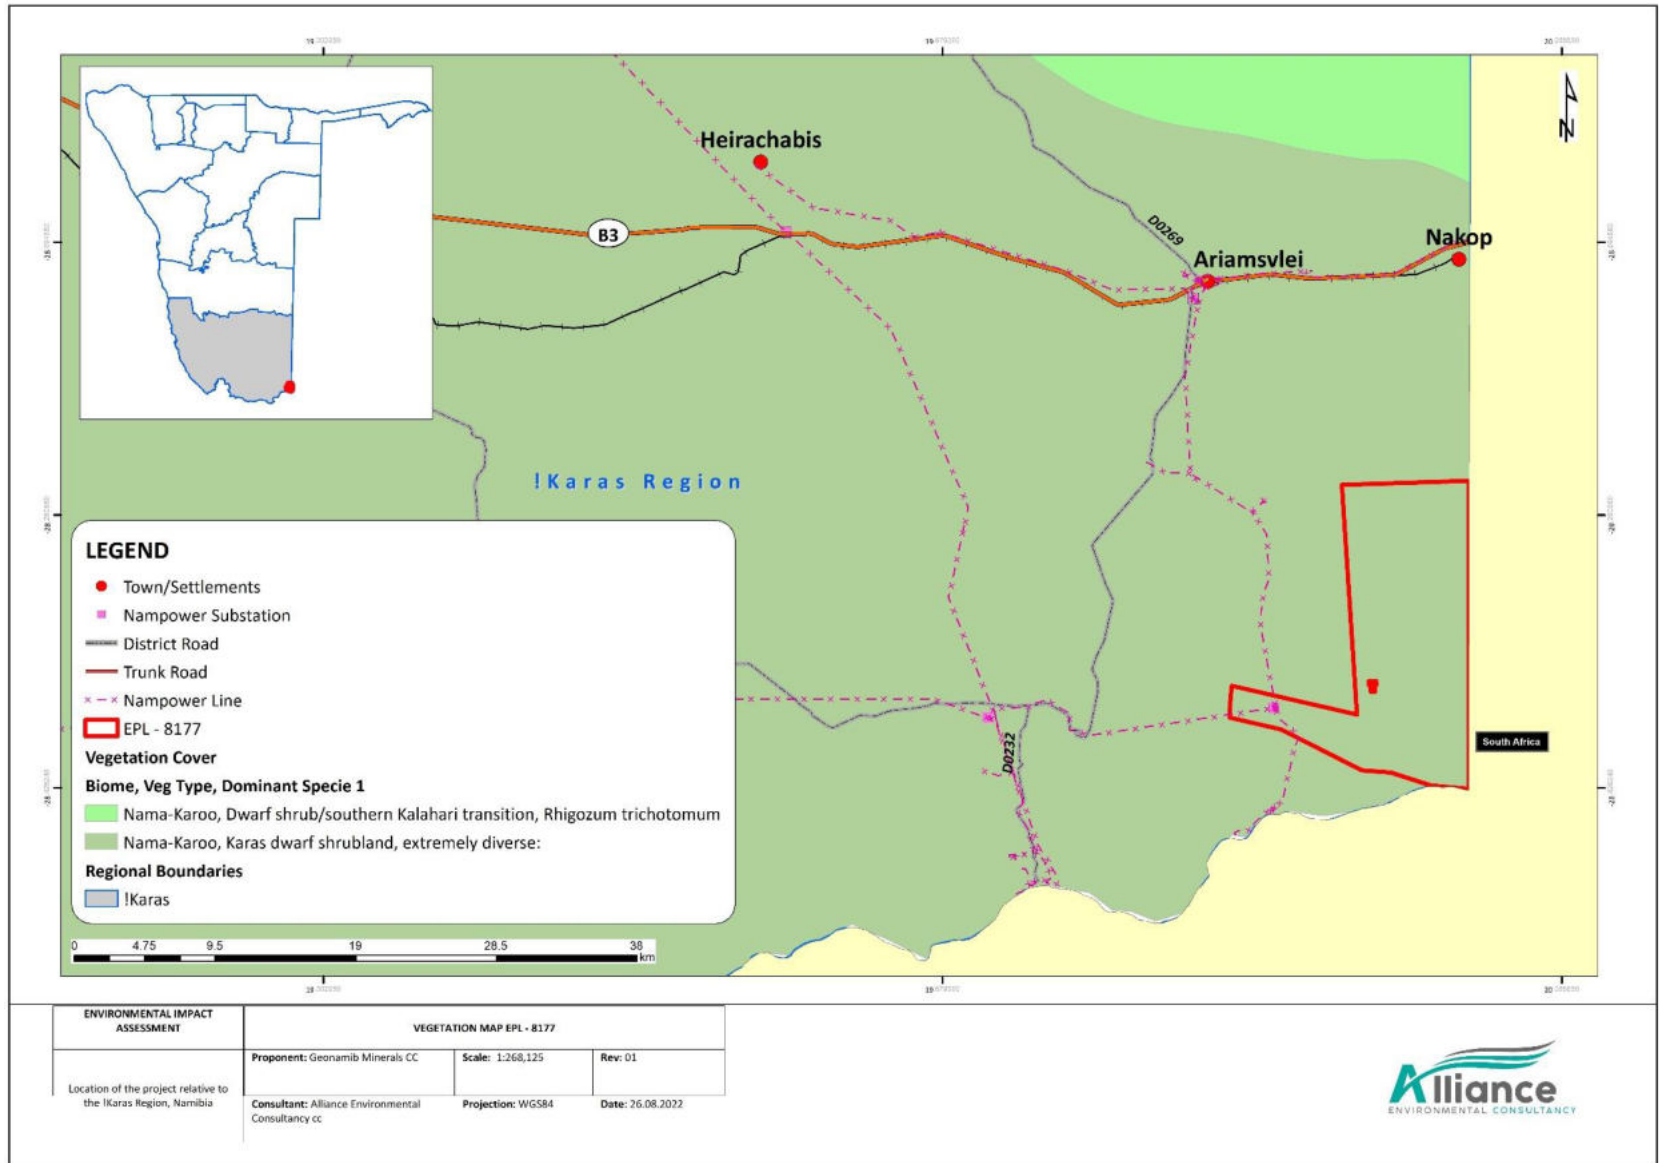 Heirachabis
B3
D0269
Nakop
Ariamsvlei
!Karas Region
LEGEND
Town/Settlements
Nampower Substation
District Road
Trunk Road
Nampower Line
EPL - 8177
Vegetation Cover
Biome, Veg Type, Dominant Specie 1
Nama-Karoo, Dwarf shrub/southern Kalahari transition, Rhigozum trichotomum
Nama-Karoo, Karas dwarf shrubland, extremely diverse:
Regional Boundaries
!Karas
D0232
South Africa
0 4.75 9.5 19 28.5 38
km
N
ENVIRONMENTAL IMPACT
ASSESSMENT
VEGETATION MAP EPL - 8177
Proponent: Geonamib Minerals CC
Scale: 1:268,125
Rev: 01
Location of the project relative to
the !Karas Region, Namibia
Consultant: Alliance Environmental
Consultancy cc
Projection: WGS84
Date: 26.08.2022
Alliance
ENVIRONMENTAL CONSULTANCY